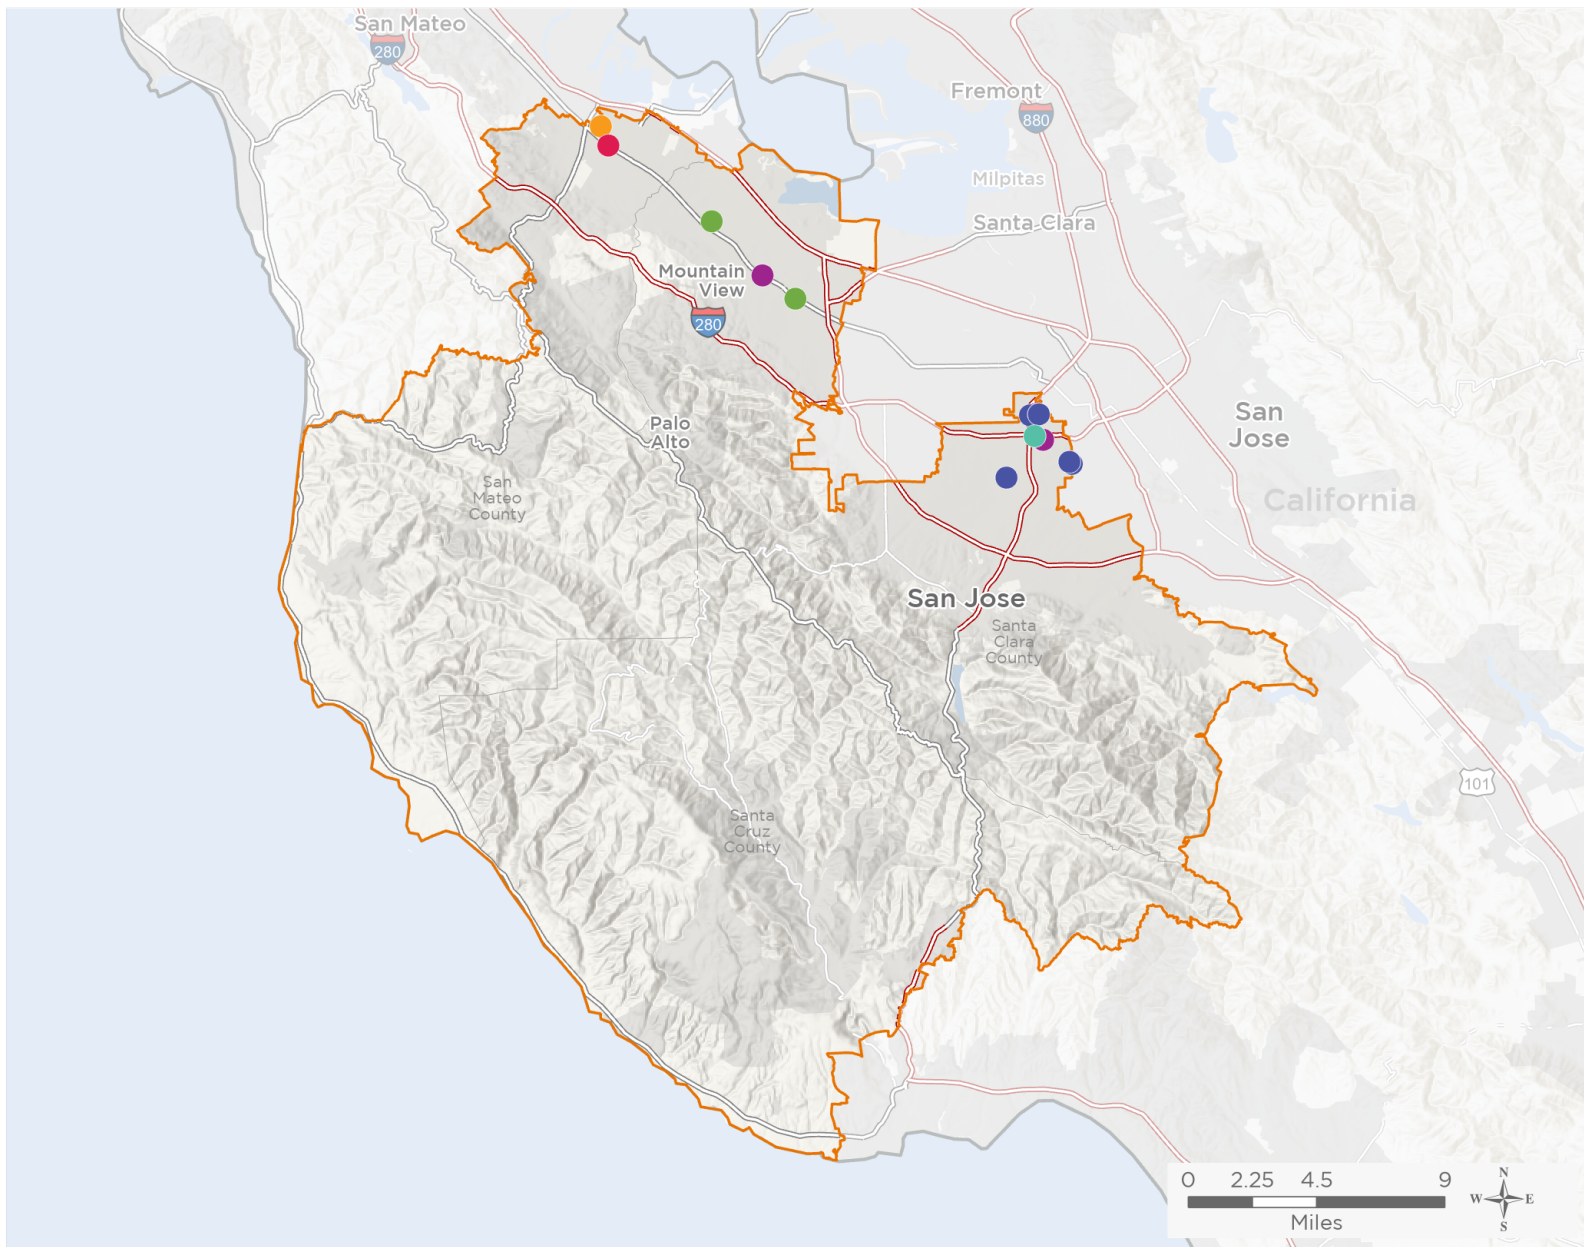 San Mateo
280
Fremont
880
Milpitas
Santa Clara
Mountain
View
280
San
Jose
Palo
Alto
San
Mateo
County
California
San Jose
Santa
Clara
County
101
Santa
Cruz
County
0 2.25 4.5 9
Miles
N
W E
S